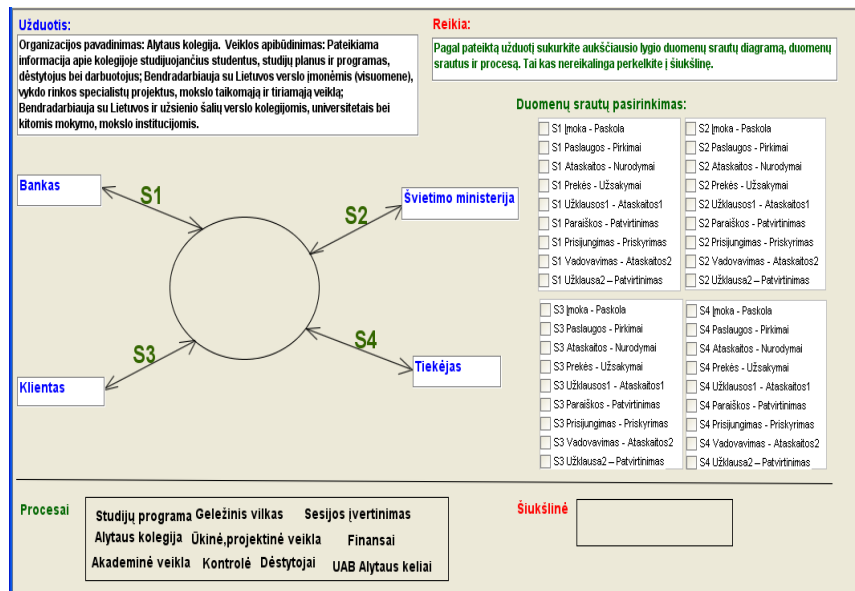 Užduotis:
Organizacijos pavadinimas: Alytaus kolegija. Veiklos apibūdinimas: Pateikiama
informacija apie kolegijoje studijuojančius studentus, studijų planus ir programas,
dėstytojus bei darbuotojus; Bendradarbiauja su Lietuvos verslo įmonėmis (visuomene),
vykdo rinkos specialistų projektus, mokslo taikomąją ir tiriamąją veiklą;
Bendradarbiauja su Lietuvos ir užsienio šalių verslo kolegijomis, universitetais bei
kitomis mokymo, mokslo institucijomis.
Reikia:
Pagal pateiktą užduotį sukurkite aukščiausio lygio duomenų srautų diagramą, duomenų
srautus ir procesą. Tai kas nereikalinga perkelkite į šiukšlinę.
Duomenų srautų pasirinkimas:
S1 Įmoka - Paskola
S1 Paslaugos - Pirkimai
S1 Ataskaitos - Nurodymai
S1 Prekės - Užsakymai
S1 Užklausos1 - Ataskaitos1
S1 Paraiškos - Patvirtinimas
S1 Prisijungimas - Priskyrimas
S1 Vadovavimas - Ataskaitos2
S1 Užklausa2 – Patvirtinimas
S2 Įmoka - Paskola
S2 Paslaugos - Pirkimai
S2 Ataskaitos - Nurodymai
S2 Prekės - Užsakymai
S2 Užklausos1 - Ataskaitos1
S2 Paraiškos - Patvirtinimas
S2 Prisijungimas - Priskyrimas
S2 Vadovavimas - Ataskaitos2
S2 Užklausa2 – Patvirtinimas
S3 Įmoka - Paskola
S3 Paslaugos - Pirkimai
S3 Ataskaitos - Nurodymai
S3 Prekės - Užsakymai
S3 Užklausos1 - Ataskaitos1
S3 Paraiškos - Patvirtinimas
S3 Prisijungimas - Priskyrimas
S3 Vadovavimas - Ataskaitos2
S3 Užklausa2 – Patvirtinimas
S4 Įmoka - Paskola
S4 Paslaugos - Pirkimai
S4 Ataskaitos - Nurodymai
S4 Prekės - Užsakymai
S4 Užklausos1 - Ataskaitos1
S4 Paraiškos - Patvirtinimas
S4 Prisijungimas - Priskyrimas
S4 Vadovavimas - Ataskaitos2
S4 Užklausa2 – Patvirtinimas
Bankas
S1
S2
Švietimo ministerija
S3
S4
Klientas
Tiekėjas
Procesai
Studijų programa Geležinis vilkas Sesijos įvertinimas
Alytaus kolegija Ūkinė,projektinė veikla Finansai
Akademinė veikla Kontrolė Dėstytojai UAB Alytaus keliai
Šiukšlinė